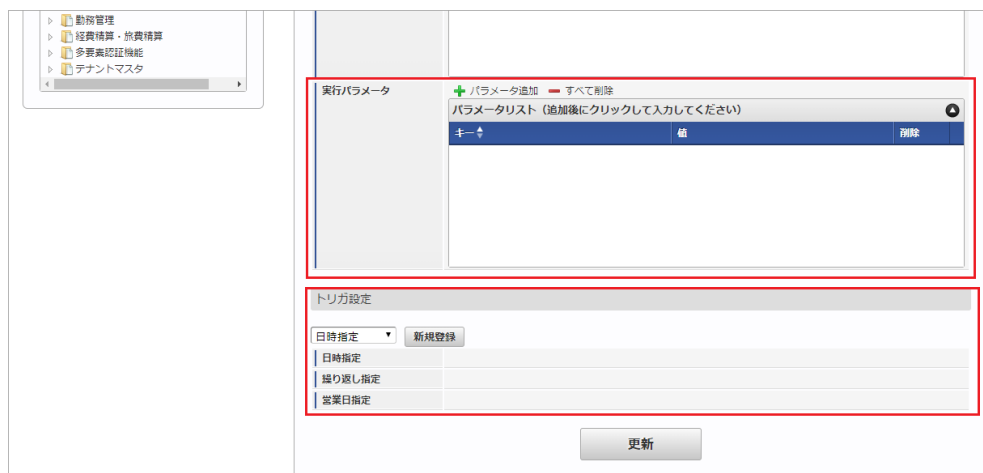 勤務管理
経費精算・旅費精算
多要素認証機能
テナントマスタ
実行パラメータ
パラメータ追加 すべて削除
パラメータリスト（追加後にクリックして入力してください）
キー 値 削除
トリガ設定
日時指定 新規登録
日時指定
繰り返し指定
営業日指定
更新